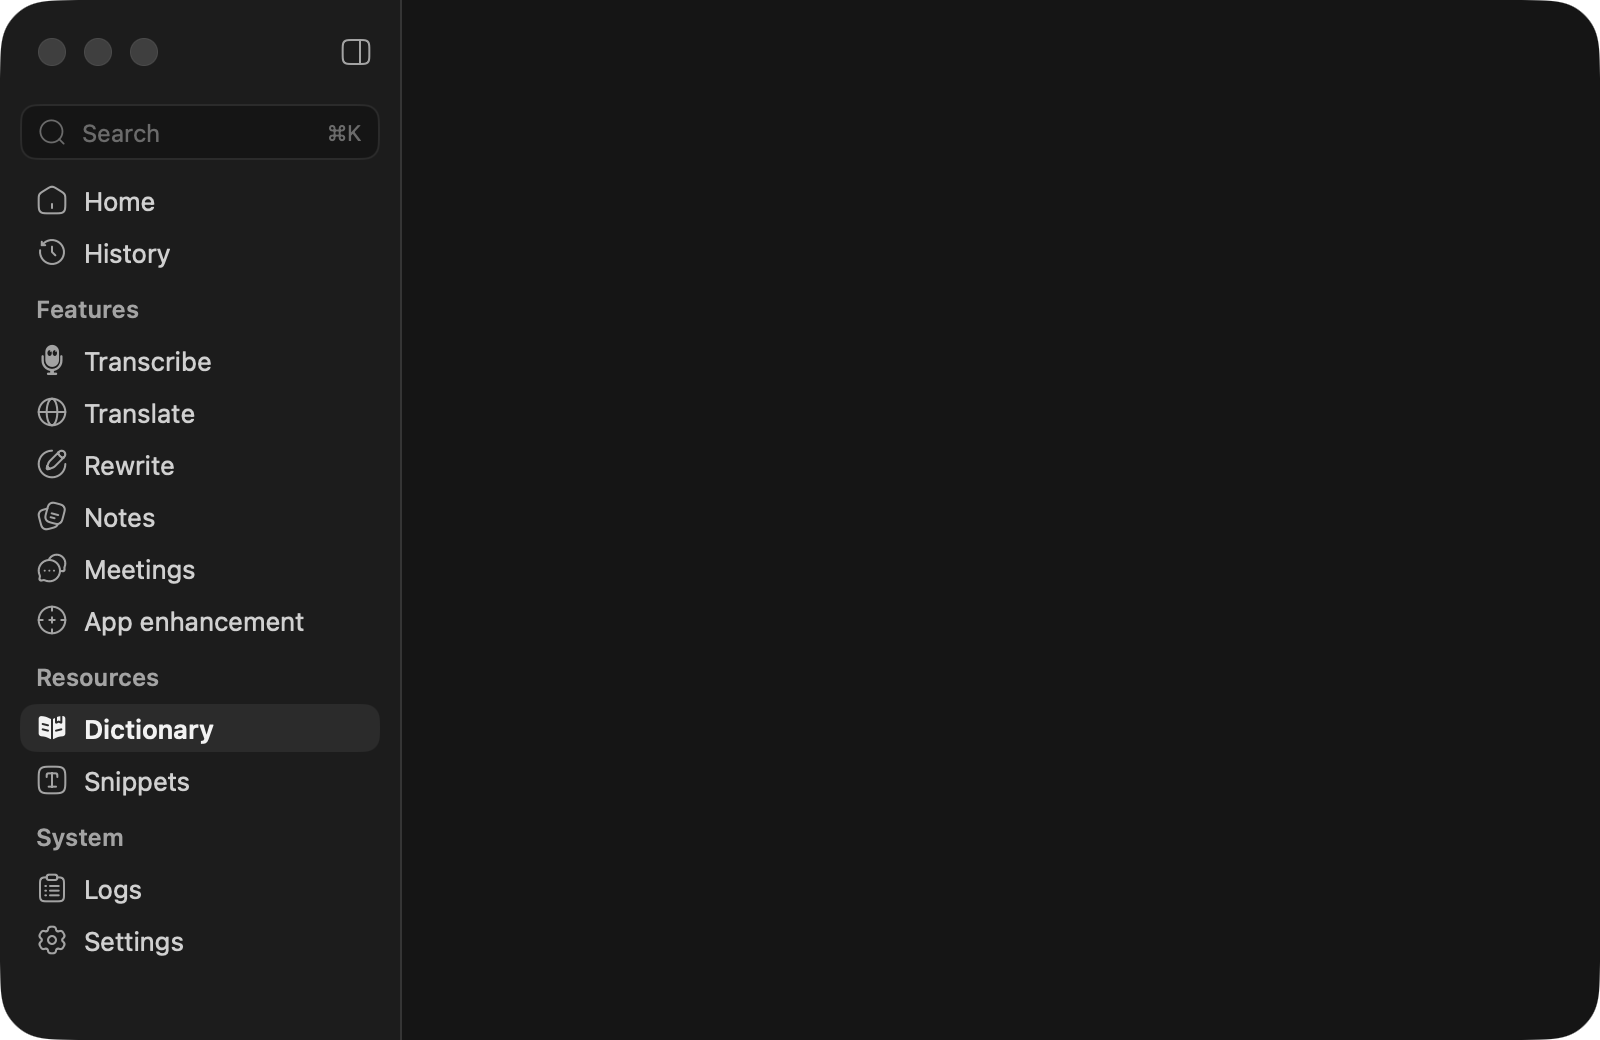 Search ⌘K
Home
History
Features
Transcribe
Translate
Rewrite
Notes
Meetings
App enhancement
Resources
Dictionary
Snippets
System
Logs
Settings